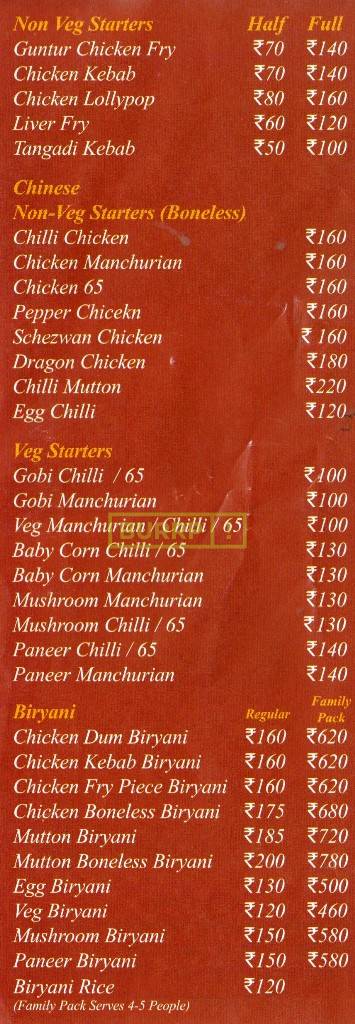 Non Veg Starters Half Full
Guntur Chicken Fry ₹70 ₹140
Chicken Kebab ₹70 ₹140
Chicken Lollypop ₹80 ₹160
Liver Fry ₹60 ₹120
Tangadi Kebab ₹50 ₹100
Chinese
Non-Veg Starters (Boneless)
Chilli Chicken ₹160
Chicken Manchurian ₹160
Chicken 65 ₹160
Pepper Chicekn ₹160
Schezwan Chicken ₹ 160
Dragon Chicken ₹180
Chilli Mutton ₹220
Egg Chilli ₹120
Veg Starters
Gobi Chilli / 65 ₹100
Gobi Manchurian ₹100
Veg Manchurian / Chilli / 65 ₹100
Baby Corn Chilli / 65 ₹130
Baby Corn Manchurian ₹130
Mushroom Manchurian ₹130
Mushroom Chilli / 65 ₹130
Paneer Chilli / 65 ₹140
Paneer Manchurian ₹140
Biryani Regular Family Pack
Chicken Dum Biryani ₹160 ₹620
Chicken Kebab Biryani ₹160 ₹620
Chicken Fry Piece Biryani ₹160 ₹620
Chicken Boneless Biryani ₹175 ₹680
Mutton Biryani ₹185 ₹720
Mutton Boneless Biryani ₹200 ₹780
Egg Biryani ₹130 ₹500
Veg Biryani ₹120 ₹460
Mushroom Biryani ₹150 ₹580
Paneer Biryani ₹150 ₹580
Biryani Rice ₹120
(Family Pack Serves 4-5 People)